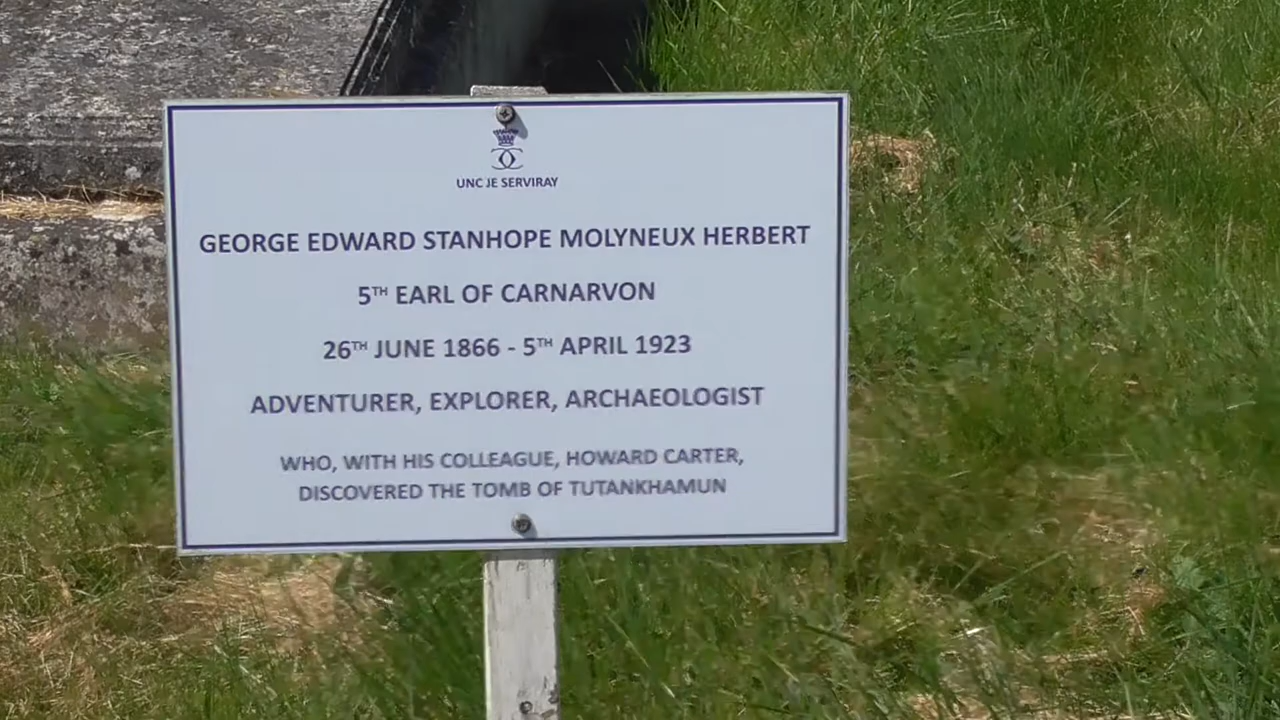 UNC JE SERVIRAY
GEORGE EDWARD STANHOPE MOLYNEUX HERBERT
5TH EARL OF CARNARVON
26TH JUNE 1866 - 5TH APRIL 1923
ADVENTURER, EXPLORER, ARCHAEOLOGIST
WHO, WITH HIS COLLEAGUE, HOWARD CARTER,
DISCOVERED THE TOMB OF TUTANKHAMUN